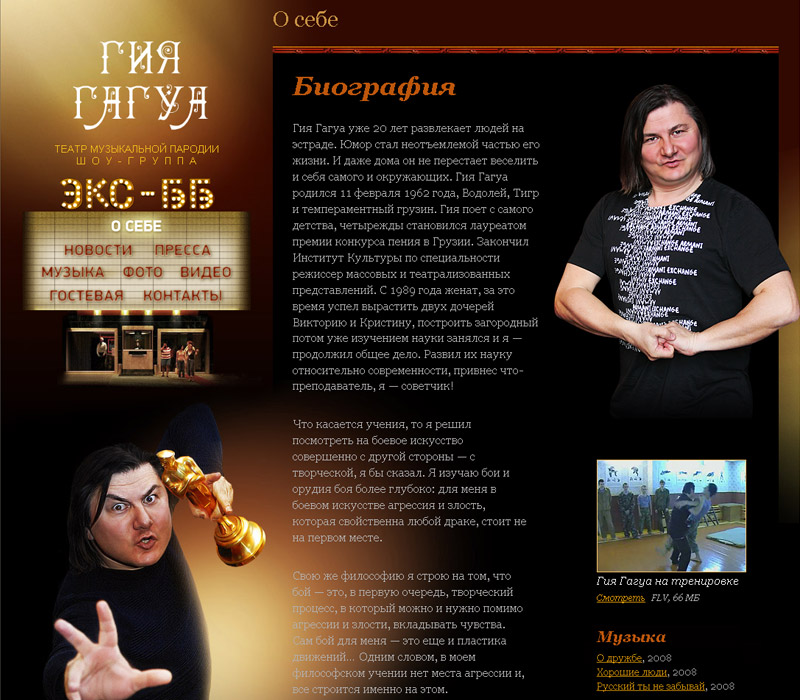 О себе
ГИЯ
ГАГУА
ТЕАТР МУЗЫКАЛЬНОЙ ПАРОДИИ
ШОУ-ГРУППА
ЭКС-ББ
О СЕБЕ
НОВОСТИ ПРЕССА
МУЗЫКА ФОТО ВИДЕО
ГОСТЕВАЯ КОНТАКТЫ
Биография
Гия Гагуа уже 20 лет развлекает людей на
эстраде. Юмор стал неотъемлемой частью его
жизни. И даже дома он не перестает веселить
и себя самого и окружающих. Гия Гагуа
родился 11 февраля 1962 года, Водолей, Тигр
и темпераментный грузин. Гия поет с самого
детства, четырежды становился лауреатом
премии конкурса пения в Грузии. Закончил
Институт Культуры по специальности
режиссер массовых и театрализованных
представлений. С 1989 года женат, за это
время успел вырастить двух дочерей
Викторию и Кристину, построить загородный
потом уже изучением науки занялся и я —
продолжил общее дело. Развил их науку
относительно современности, привнес что-
преподаватель, я — советчик!
Что касается учения, то я решил
посмотреть на боевое искусство
совершенно с другой стороны — с
творческой, я бы сказал. Я изучаю бои и
орудия боя более глубоко: для меня в
боевом искусстве агрессия и злость,
которая свойственна любой драке, стоит не
на первом месте.
Свою же философию я строю на том, что
бой — это, в первую очередь, творческий
процесс, в который можно и нужно помимо
агрессии и злости, вкладывать чувства.
Сам бой для меня — это еще и пластика
движений... Одним словом, в моем
философском учении нет места агрессии и,
все строится именно на этом.
ARMANI EXCHANGE
Гия Гагуа на тренировке
Смотреть FLV, 66 МБ
Музыка
О дружбе, 2008
Хорошие люди, 2008
Русский ты не забывай, 2008